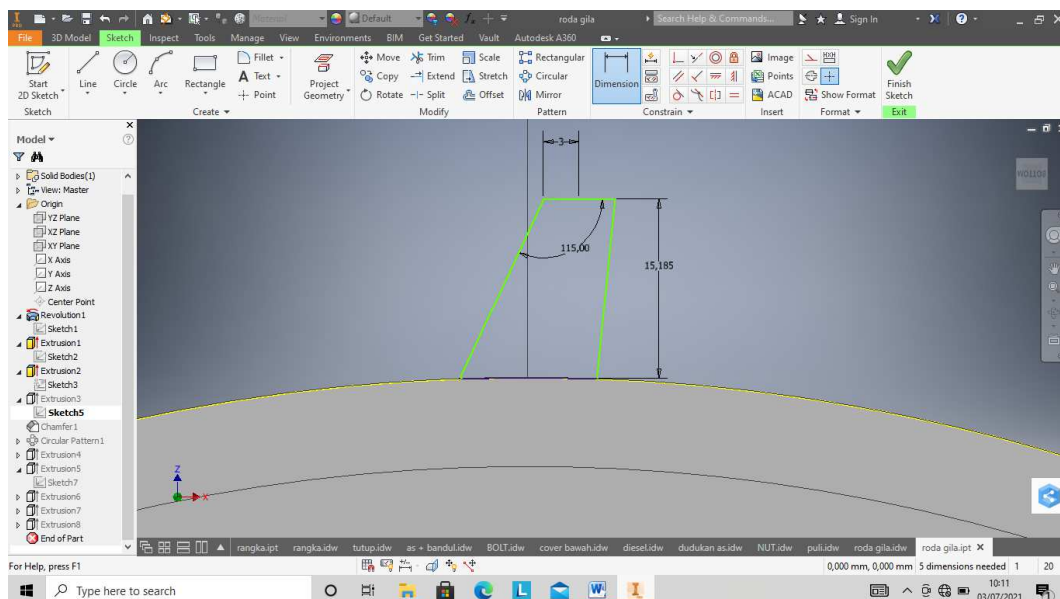 I PRO Material Default fx roda gila Search Help & Commands... Sign In
File 3D Model Sketch Inspect Tools Manage View Environments BIM Get Started Vault Autodesk A360
Start 2D Sketch Line Circle Arc Rectangle Fillet Text Point Project Geometry Move Copy Rotate Trim Extend Split Scale Stretch Offset Rectangular Circular Mirror Dimension Image Points ACAD Show Format Finish Sketch
Sketch Create Modify Pattern Constrain Insert Format Exit
Model
Solid Bodies(1)
View: Master
Origin
YZ Plane
XZ Plane
XY Plane
X Axis
Y Axis
Z Axis
Center Point
Revolution1
Sketch1
Extrusion1
Sketch2
Extrusion2
Sketch3
Extrusion3
Sketch5
Chamfer1
Circular Pattern1
Extrusion4
Extrusion5
Sketch7
Extrusion6
Extrusion7
Extrusion8
End of Part
3
115,00
15,185
BOTTOM
Z
X
rangka.ipt rangka.idw tutup.idw as + bandul.idw BOLT.idw cover bawah.idw diesel.idw dudukan as.idw NUT.idw puli.idw roda gila.idw roda gila.ipt
For Help, press F1 0,000 mm, 0,000 mm 5 dimensions needed 1 20
Type here to search 10:11
03/07/2021